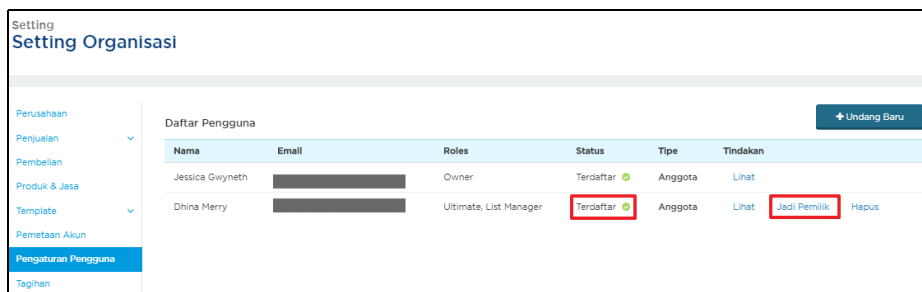 Setting
Setting Organisasi
Perusahaan
Penjualan
Pembelian
Produk & Jasa
Template
Pemetaan Akun
Pengaturan Pengguna
Tagihan
Daftar Pengguna
+ Undang Baru
Nama Email Roles Status Tipe Tindakan
Jessica Gwyneth Owner Terdaftar Anggota Lihat
Dhina Merry Ultimate, List Manager Terdaftar Anggota Lihat Jadi Pemilik Hapus